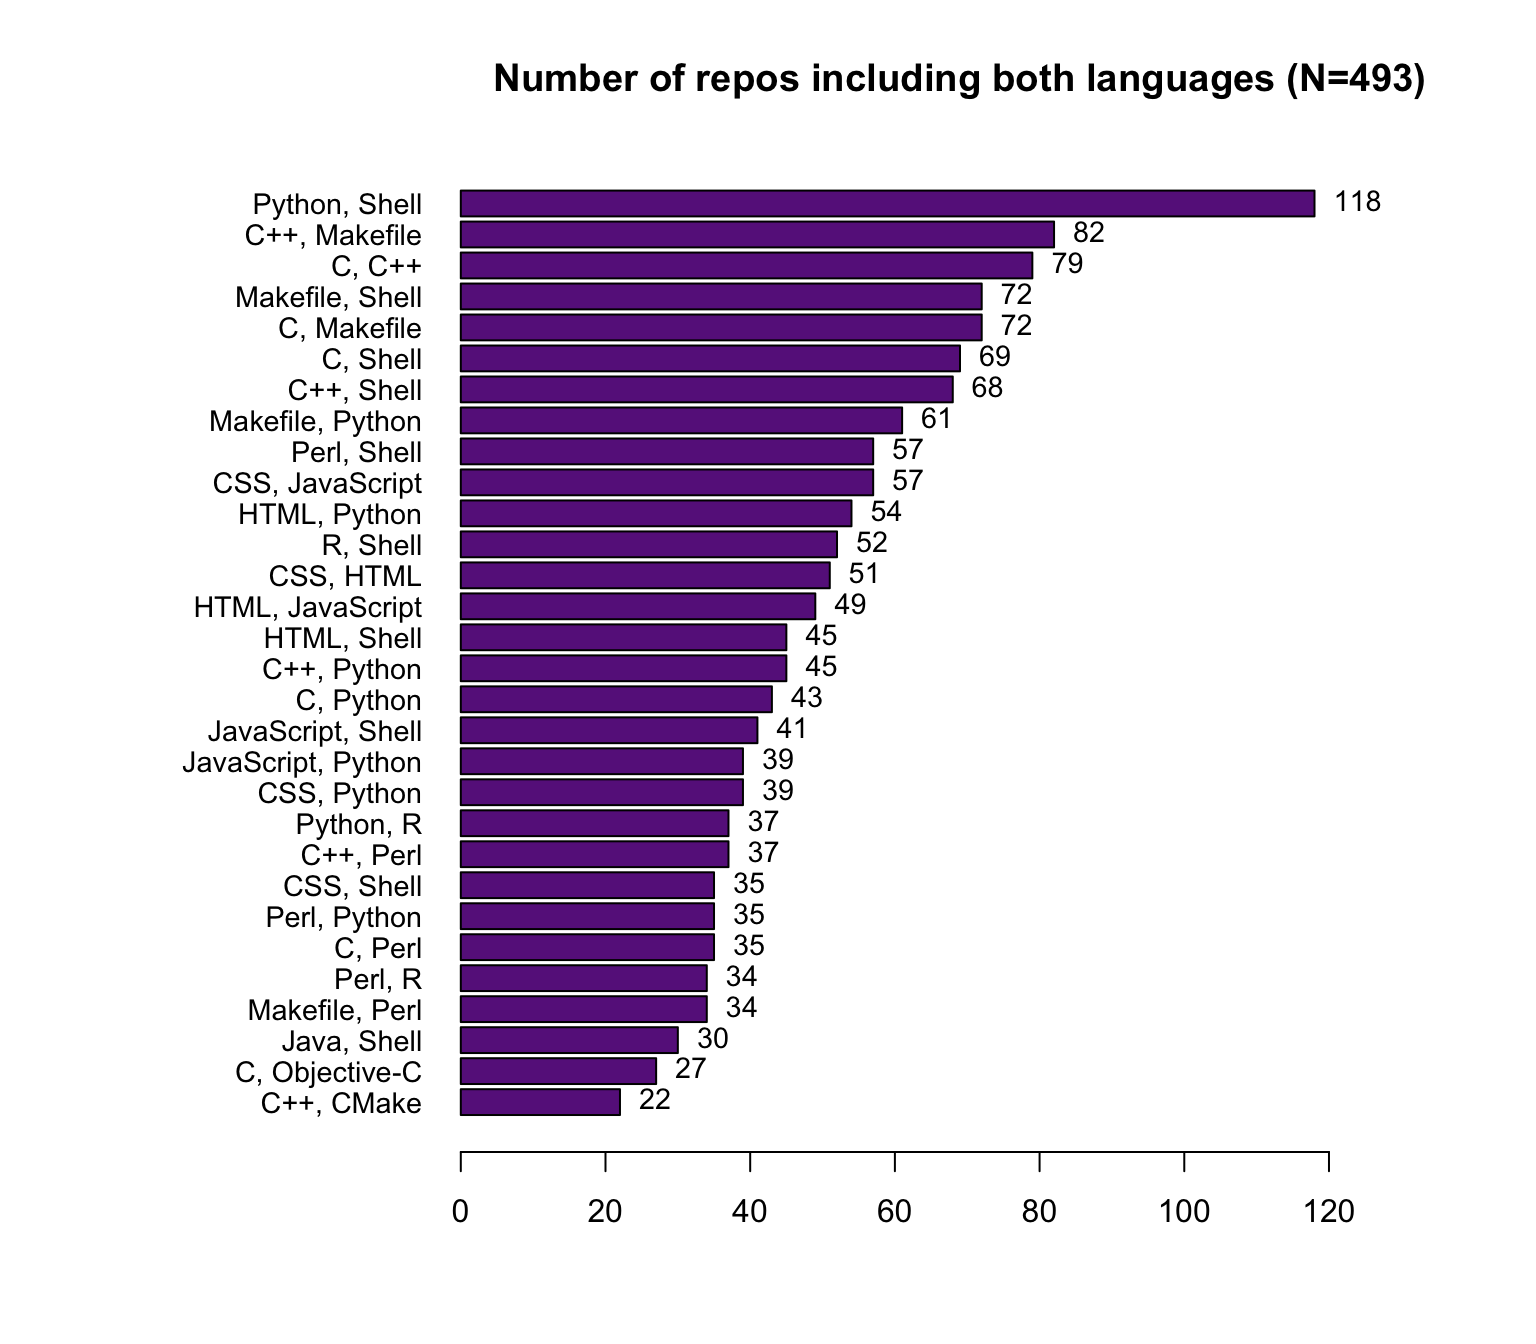 Number of repos including both languages (N=493)
Python, Shell 118
C++, Makefile 82
C, C++ 79
Makefile, Shell 72
C, Makefile 72
C, Shell 69
C++, Shell 68
Makefile, Python 61
Perl, Shell 57
CSS, JavaScript 57
HTML, Python 54
R, Shell 52
CSS, HTML 51
HTML, JavaScript 49
HTML, Shell 45
C++, Python 45
C, Python 43
JavaScript, Shell 41
JavaScript, Python 39
CSS, Python 39
Python, R 37
C++, Perl 37
CSS, Shell 35
Perl, Python 35
C, Perl 35
Perl, R 34
Makefile, Perl 34
Java, Shell 30
C, Objective-C 27
C++, CMake 22
0 20 40 60 80 100 120